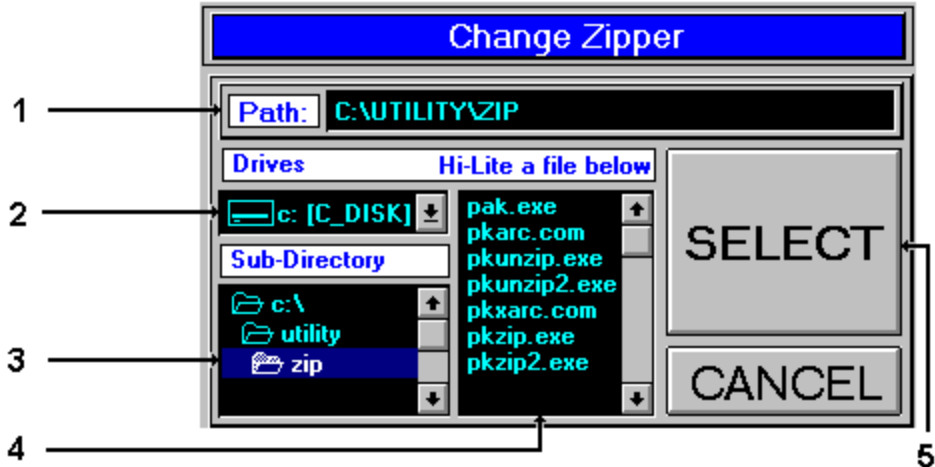 Change Zipper
1
Path: C:\UTILITY\ZIP
Drives Hi-Lite a file below
2
c: [C_DISK]
Sub-Directory
c:\
utility
3
zip
pak.exe
pkarc.com
pkunzip.exe
pkunzip2.exe
pkxarc.com
pkzip.exe
pkzip2.exe
SELECT
CANCEL
4
5